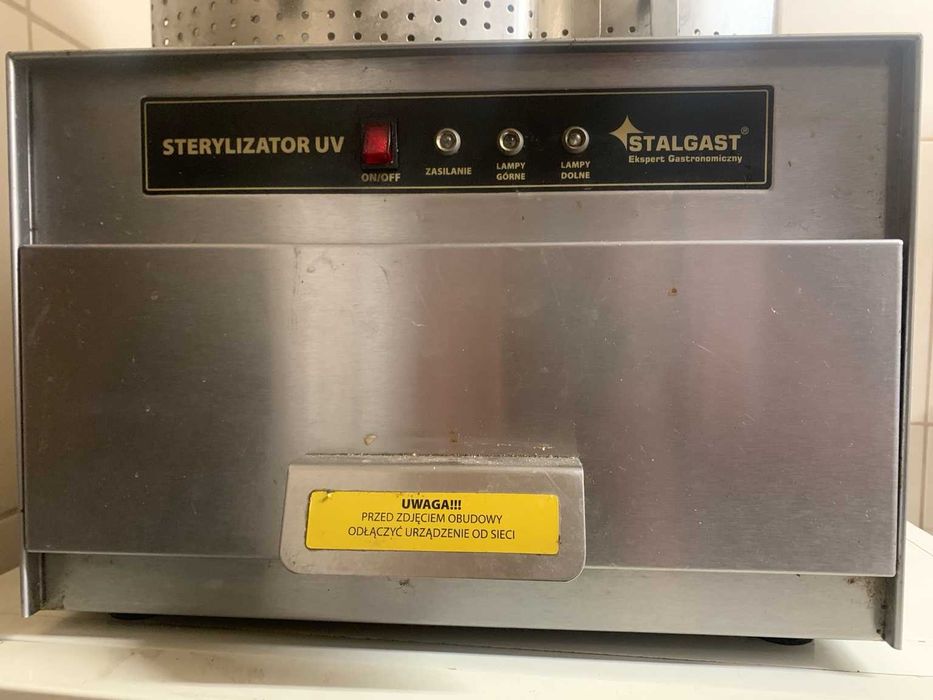 STERYLIZATOR UV
ON/OFF
ZASILANIE
LAMPY
GÓRNE
LAMPY
DOLNE
STALGAST®
Ekspert Gastronomiczny
UWAGA!!!
PRZED ZDJĘCIEM OBUDOWY
ODŁĄCZYĆ URZĄDZENIE OD SIECI